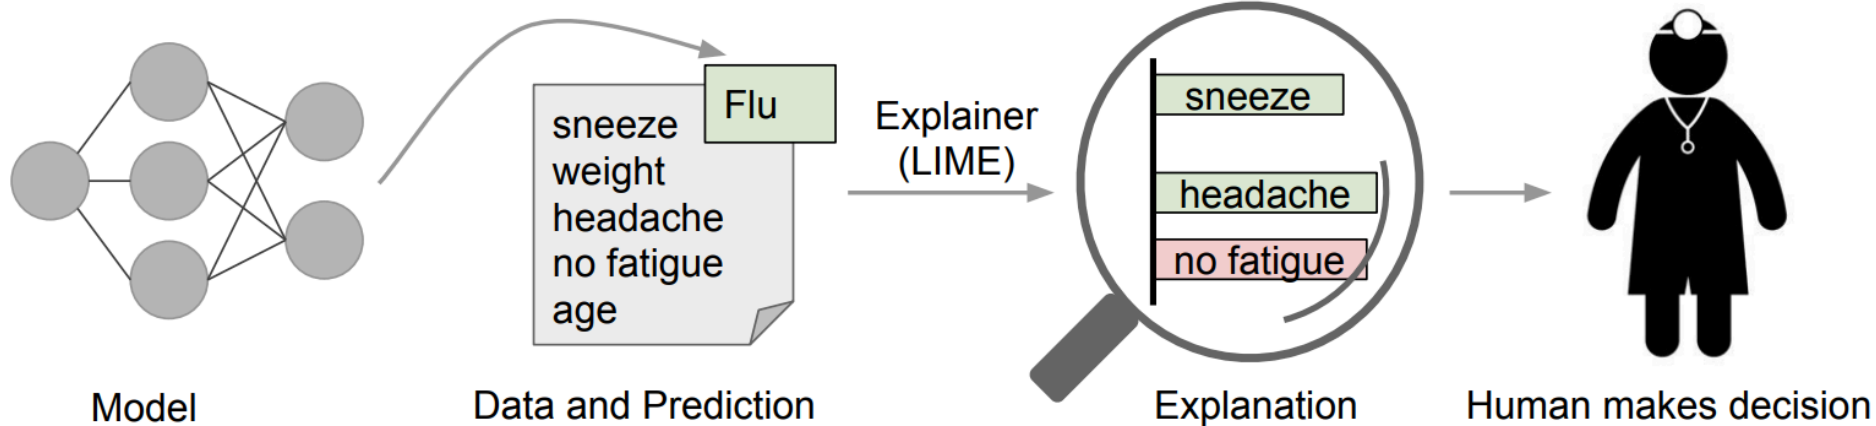 Flu
sneeze
weight
headache
no fatigue
age
Explainer
(LIME)
sneeze
headache
no fatigue
Model
Data and Prediction
Explanation
Human makes decision